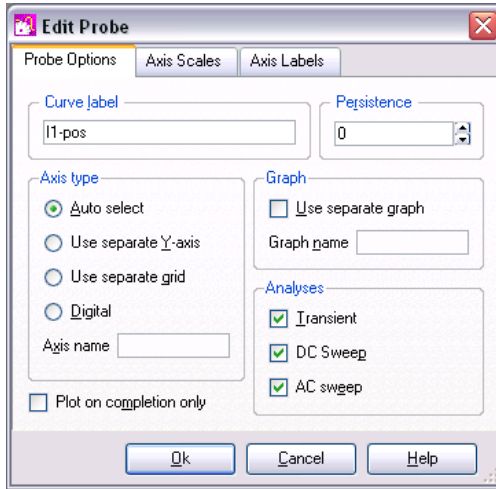 Edit Probe
Probe Options
Axis Scales
Axis Labels
Curve label
I1-pos
Persistence
0
Axis type
Auto select
Use separate Y-axis
Use separate grid
Digital
Axis name
Graph
Use separate graph
Graph name
Analyses
Transient
DC Sweep
AC sweep
Plot on completion only
Ok
Cancel
Help